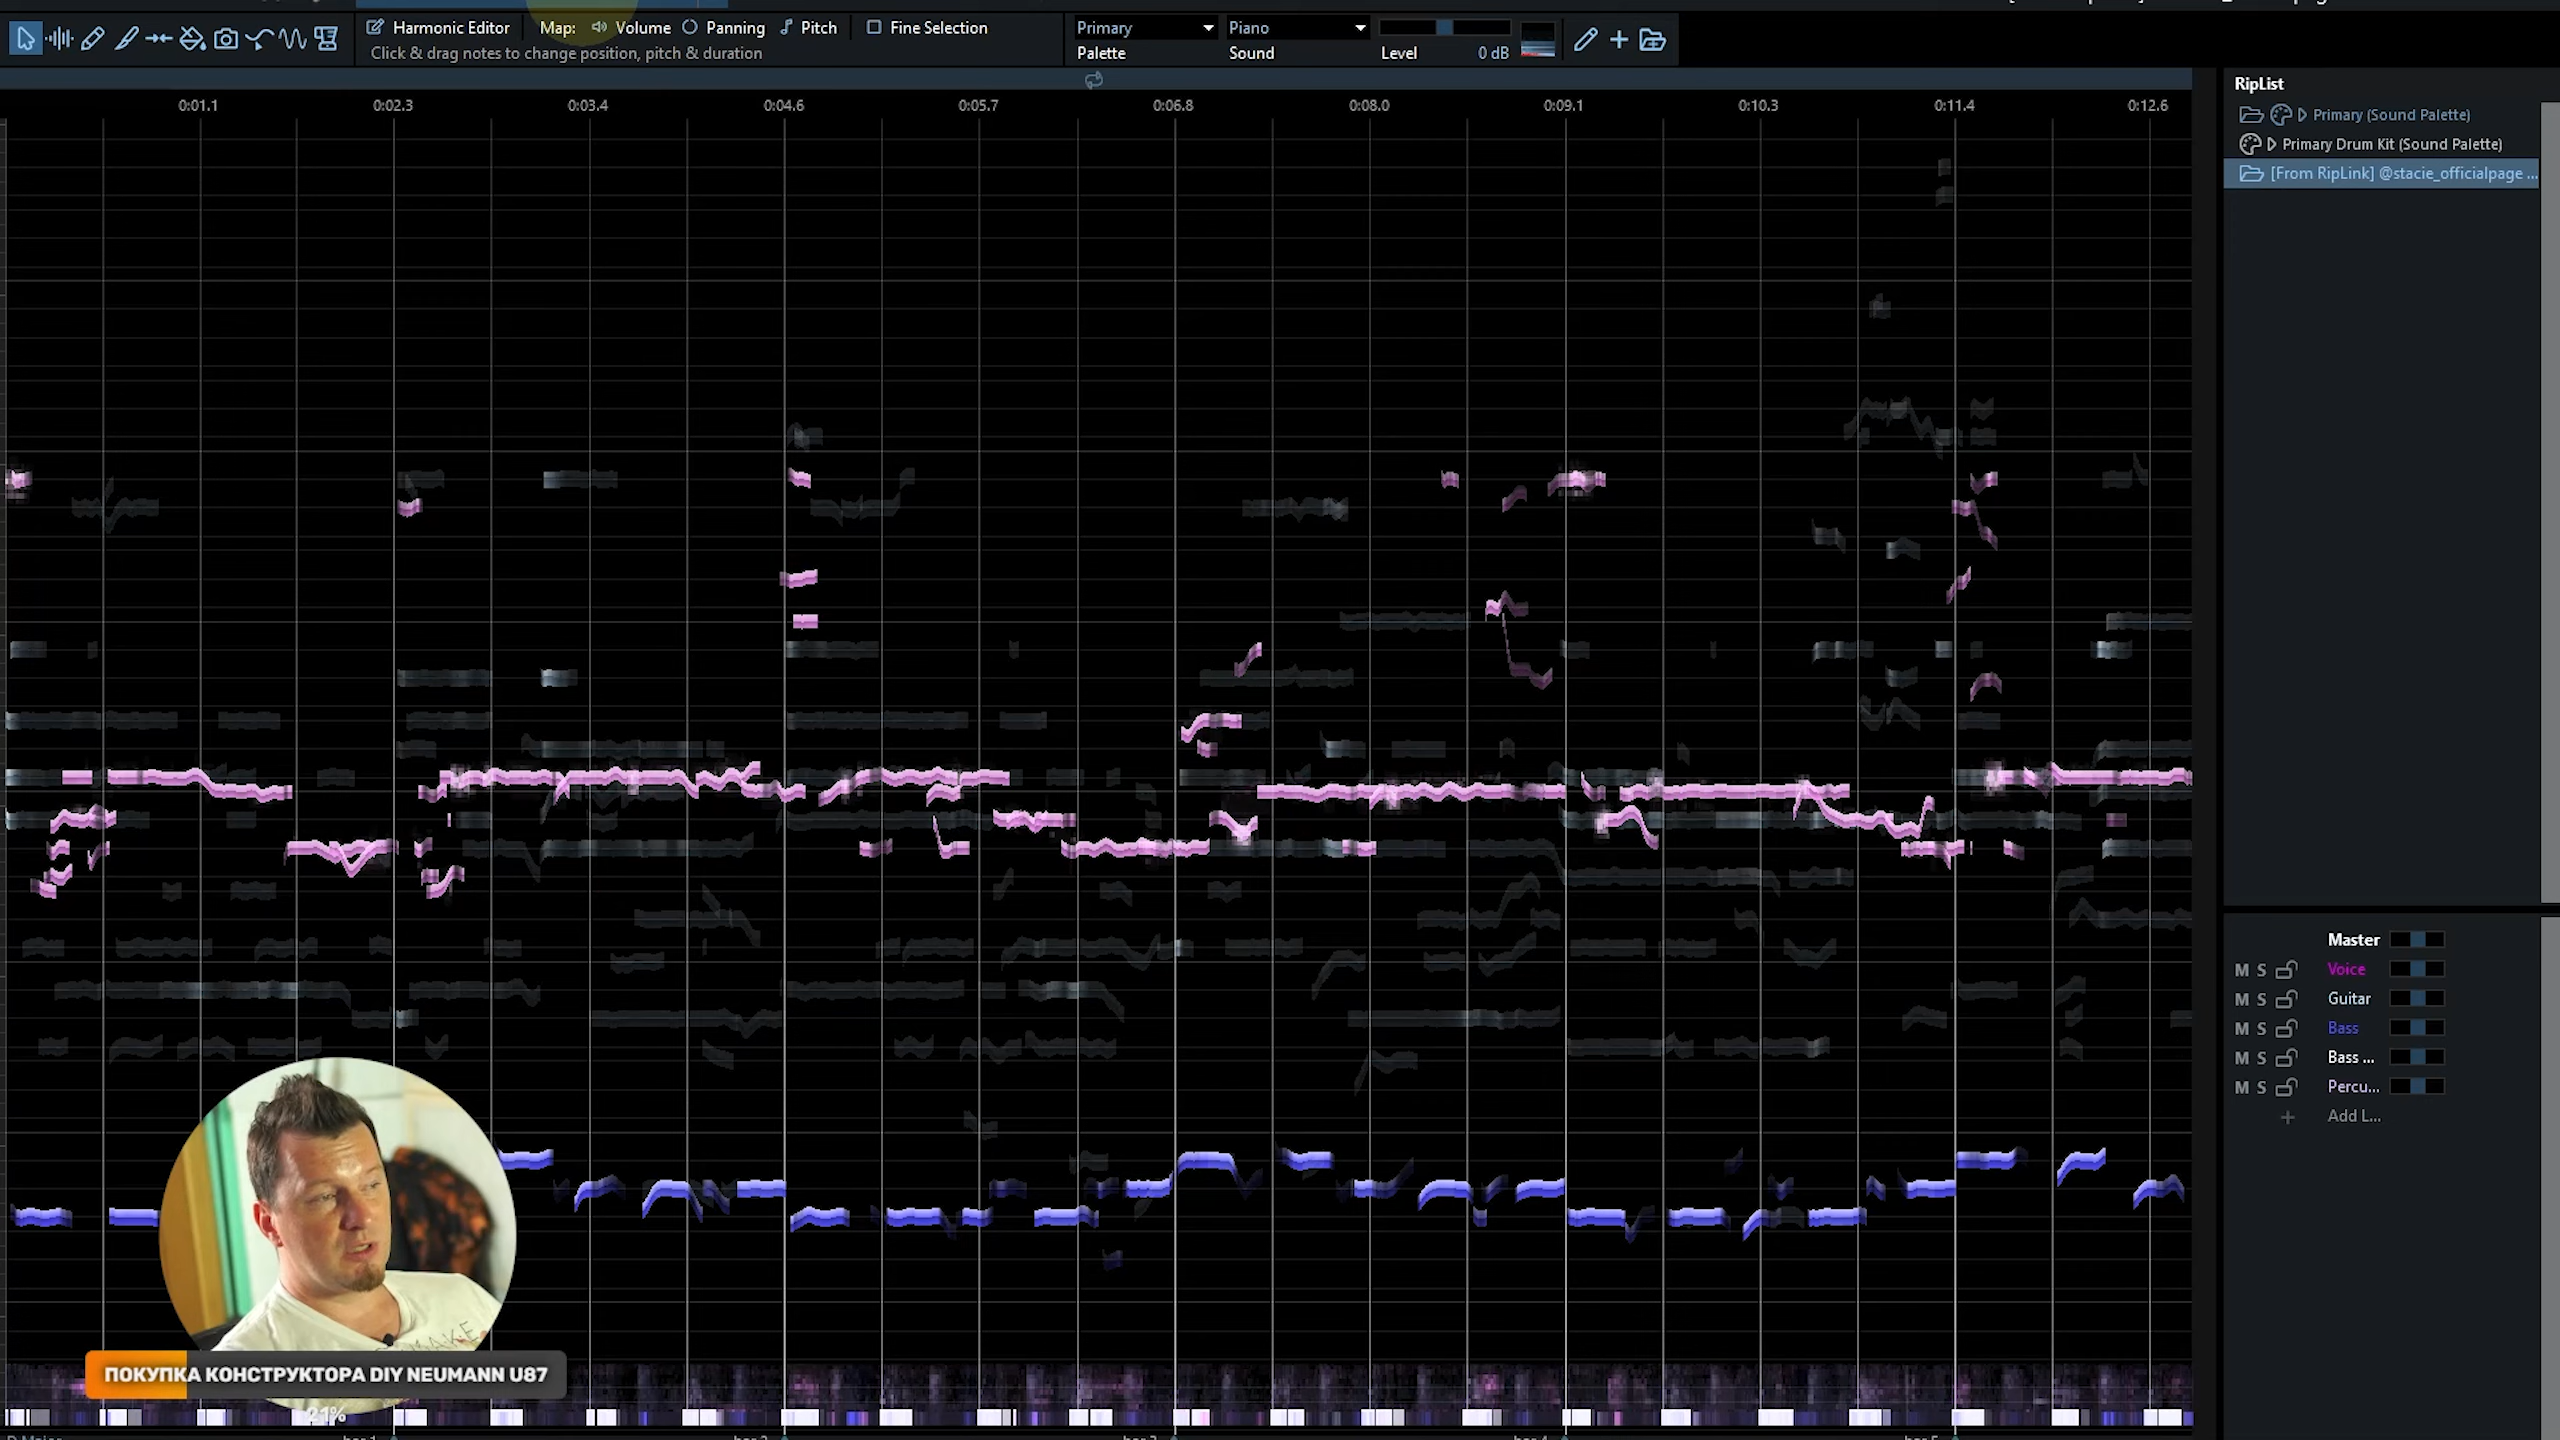 Harmonic Editor
Map: Volume Panning Pitch
Fine Selection
Click & drag notes to change position, pitch & duration
Primary
Piano
Palette
Sound
Level 0 dB
0:01.1 0:02.3 0:03.4 0:04.6 0:05.7 0:06.8 0:08.0 0:09.1 0:10.3 0:11.4 0:12.6
RipList
Primary (Sound Palette)
Primary Drum Kit (Sound Palette)
[From RipLink] @stacie_officialpage ...
Master
M S Voice
M S Guitar
M S Bass
M S Bass ...
M S Percu...
+ Add L...
ПОКУПКА КОНСТРУКТОРА DIY NEUMANN U87
21%